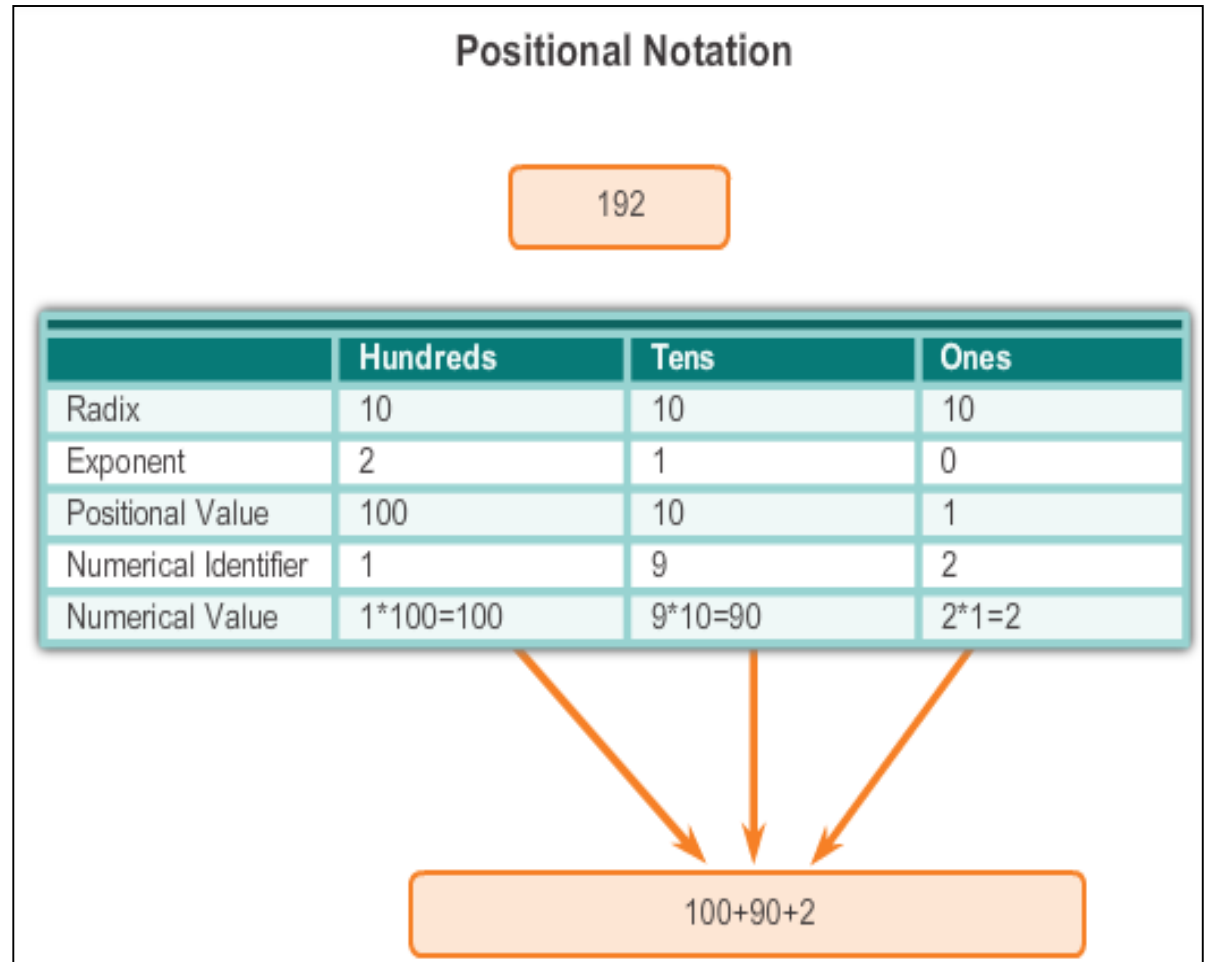 Positional Notation
192
Hundreds Tens Ones
Radix 10 10 10
Exponent 2 1 0
Positional Value 100 10 1
Numerical Identifier 1 9 2
Numerical Value 1*100=100 9*10=90 2*1=2
100+90+2